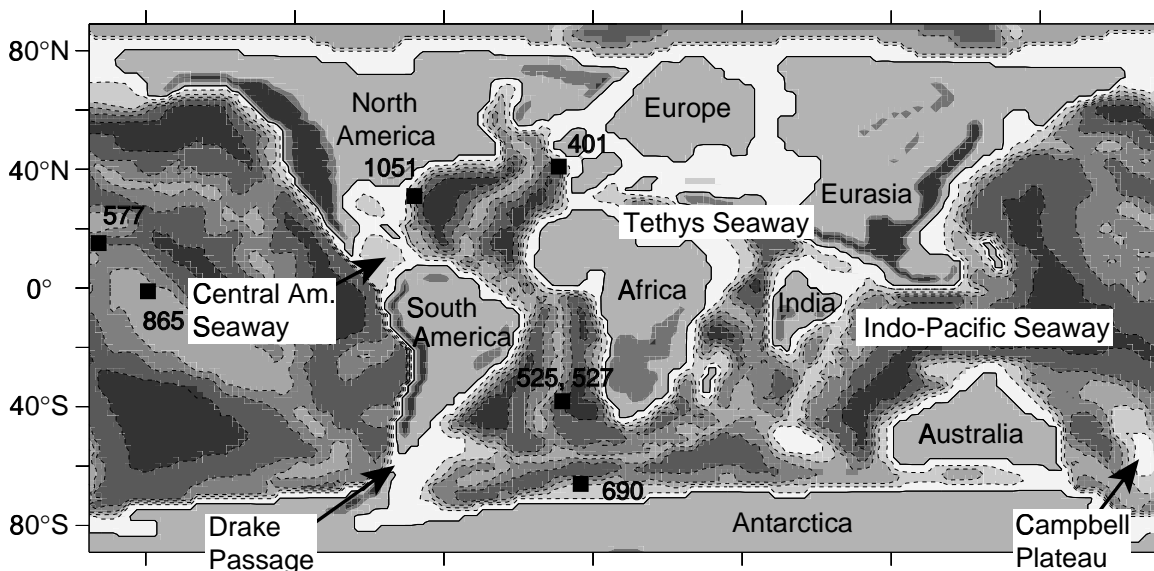 80°N
40°N
0°
40°S
80°S
North
America
Europe
401
1051
Eurasia
577
Tethys Seaway
Central Am.
Seaway
865
South
America
Africa
India
Indo-Pacific Seaway
525, 527
Australia
690
Drake
Passage
Antarctica
Campbell
Plateau